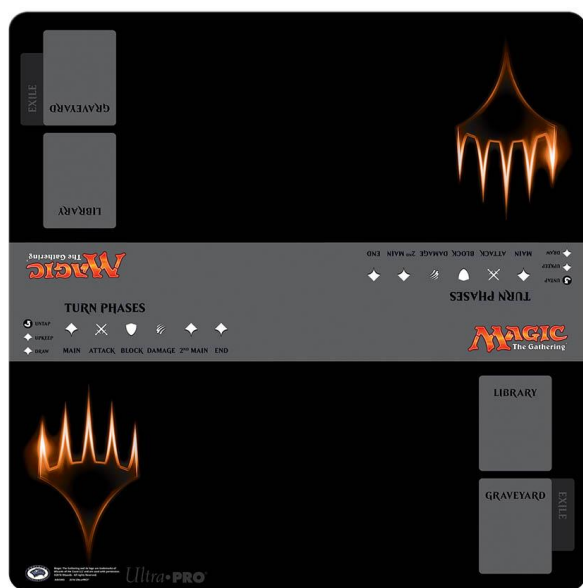 EXILE
GRAVEYARD
LIBRARY
MAGIC
The Gathering
END 2ND MAIN DAMAGE BLOCK ATTACK MAIN
DRAW
UPKEEP
UNTAP
TURN PHASES
TURN PHASES
UNTAP
UPKEEP
DRAW
MAIN ATTACK BLOCK DAMAGE 2ND MAIN END
MAGIC
The Gathering
LIBRARY
GRAVEYARD
EXILE
Ultra•PRO